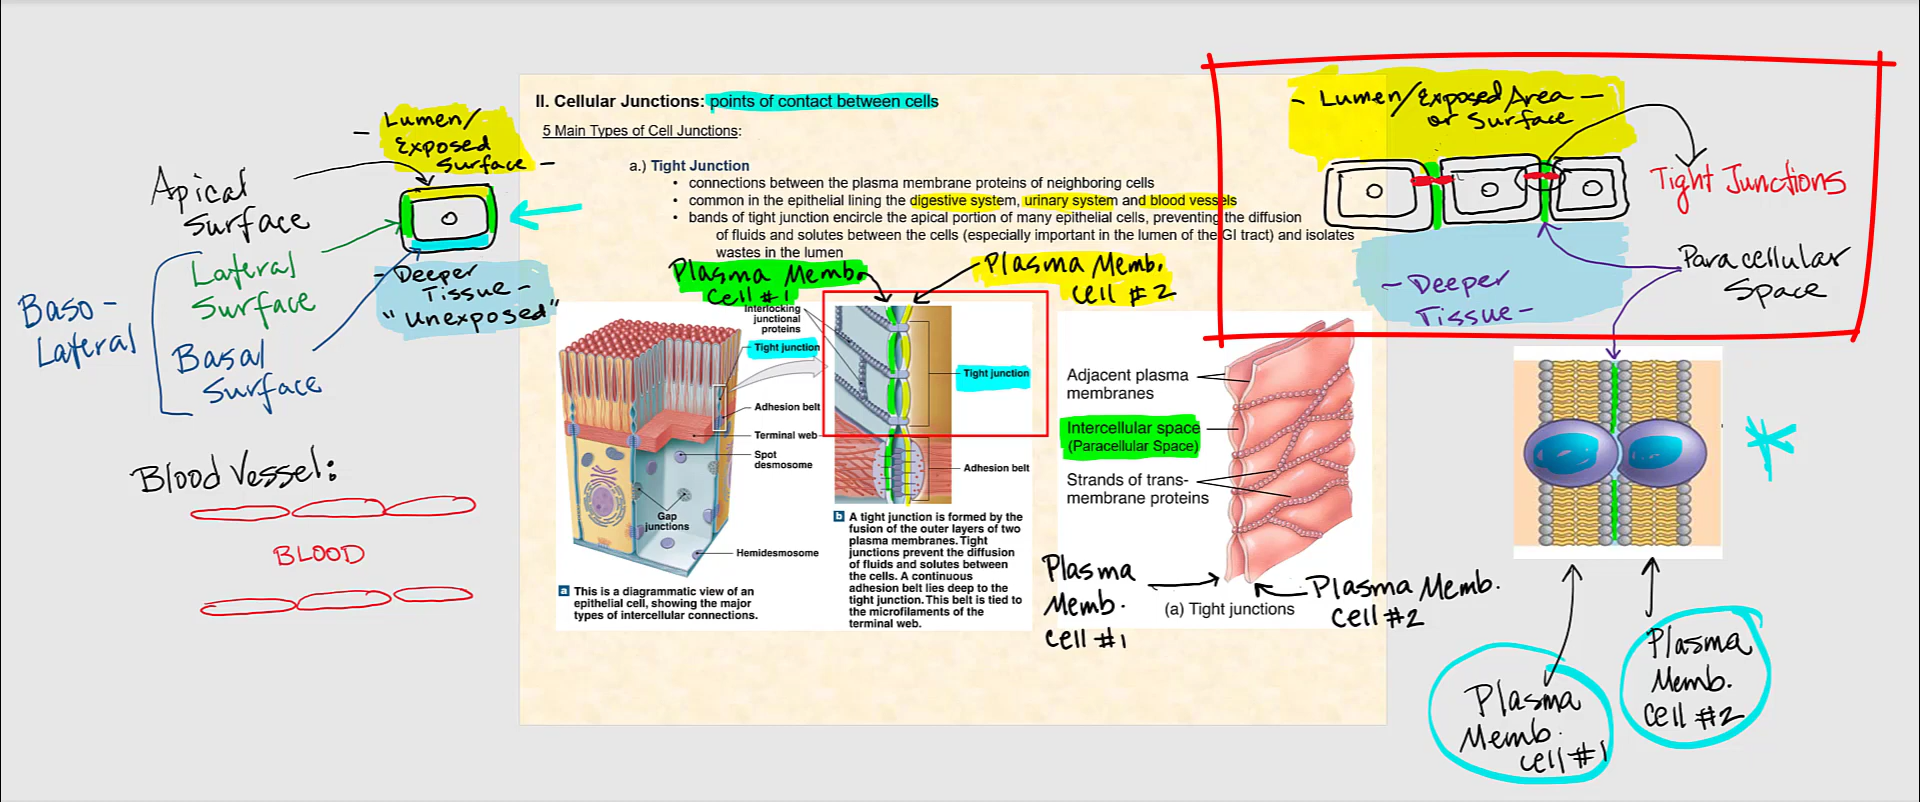 II. Cellular Junctions: points of contact between cells
5 Main Types of Cell Junctions:
a.) Tight Junction
• connections between the plasma membrane proteins of neighboring cells
• common in the epithelial lining the digestive system, urinary system and blood vessels
• bands of tight junction encircle the apical portion of many epithelial cells, preventing the diffusion
of fluids and solutes between the cells (especially important in the lumen of the GI tract) and isolates
wastes in the lumen
- Lumen/
Exposed
Surface -
Apical
Surface
Lateral
Surface
Baso-
Lateral
Basal
Surface
- Deeper
Tissue -
"Unexposed"
Blood Vessel:
BLOOD
Plasma Memb.
Cell #1
Plasma Memb.
Cell #2
Interlocking
junctional
proteins
Tight junction
Adhesion belt
Terminal web
Spot
desmosome
Gap
junctions
Hemidesmosome
a This is a diagrammatic view of an
epithelial cell, showing the major
types of intercellular connections.
Tight junction
Adhesion belt
b A tight junction is formed by the
fusion of the outer layers of two
plasma membranes. Tight
junctions prevent the diffusion
of fluids and solutes between
the cells. A continuous
adhesion belt lies deep to the
tight junction. This belt is tied to
the microfilaments of the
terminal web.
Adjacent plasma
membranes
Intercellular space
(Paracellular Space)
Strands of trans-
membrane proteins
(a) Tight junctions
Plasma
Memb.
Cell #1
Plasma Memb.
Cell #2
- Lumen/Exposed Area -
or Surface
Tight Junctions
Paracellular
Space
- Deeper
Tissue -
Plasma
Memb.
Cell #1
Plasma
Memb.
Cell #2